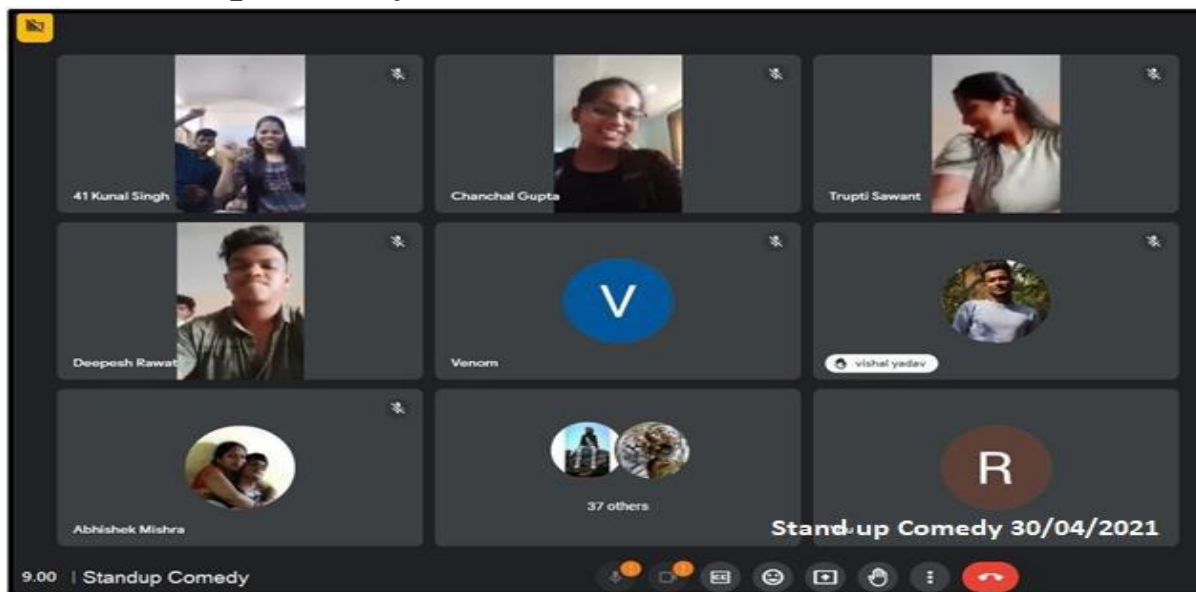 41 Kunal Singh
Chanchal Gupta
Trupti Sawant
Deepesh Rawat
V
Venom
vishal yadav
Abhishek Mishra
37 others
R
Stand up Comedy 30/04/2021
9.00 | Standup Comedy
CC